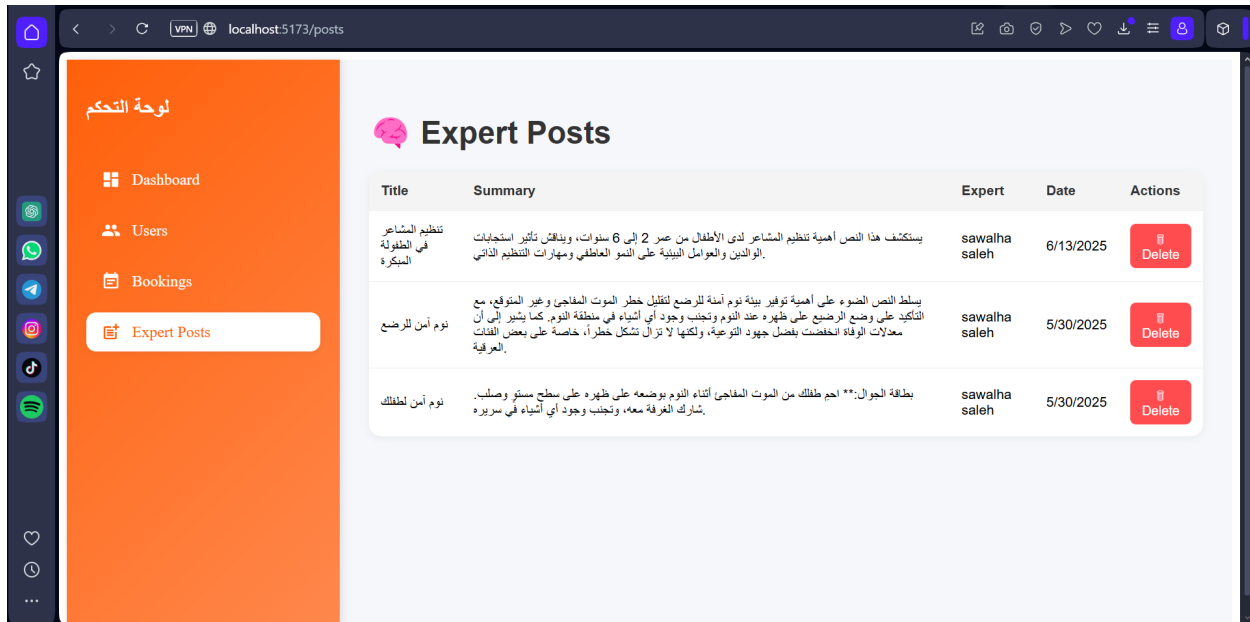 VPN localhost:5173/posts
لوحة التحكم
Dashboard
Users
Bookings
Expert Posts
Expert Posts
Title Summary Expert Date Actions
تنظيم المشاعر
في الطفولة
المبكرة
يستكشف هذا النص أهمية تنظيم المشاعر لدى الأطفال من عمر 2 إلى 6 سنوات، ويناقش تأثير استجابات
الوالدين والعوامل البيئية على النمو العاطفي ومهارات التنظيم الذاتي.
sawalha
saleh
6/13/2025
Delete
نوم آمن للرضع
يسلط النص الضوء على أهمية توفير بيئة نوم آمنة للرضع لتقليل خطر الموت المفاجئ وغير المتوقع، مع
التأكيد على وضع الرضيع على ظهره عند النوم وتجنب وجود أي أشياء في منطقة النوم. كما يشير إلى أن
معدلات الوفاة انخفضت بفضل جهود التوعية، ولكنها لا تزال تشكل خطراً، خاصة على بعض الفئات
العرقية.
sawalha
saleh
5/30/2025
Delete
نوم آمن لطفلك
بطاقة الجوال:** احمِ طفلك من الموت المفاجئ أثناء النوم بوضعه على ظهره على سطح مستوٍ وصلب.
شارك الغرفة معه، وتجنب وجود أي أشياء في سريره.
sawalha
saleh
5/30/2025
Delete